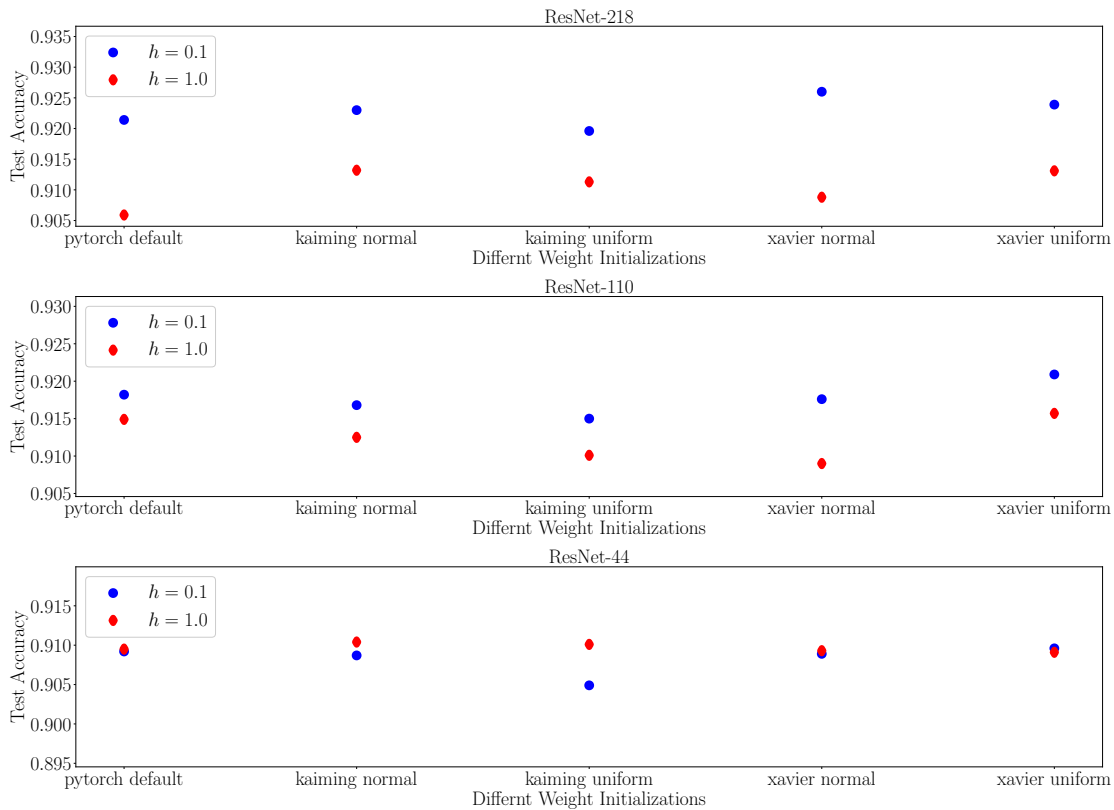 ResNet-218
0.935
0.930
0.925
0.920
0.915
0.910
0.905
Test Accuracy
h = 0.1
h = 1.0
pytorch default kaiming normal kaiming uniform xavier normal xavier uniform
Differnt Weight Initializations
ResNet-110
0.930
0.925
0.920
0.915
0.910
0.905
Test Accuracy
h = 0.1
h = 1.0
pytorch default kaiming normal kaiming uniform xavier normal xavier uniform
Differnt Weight Initializations
ResNet-44
0.915
0.910
0.905
0.900
0.895
Test Accuracy
h = 0.1
h = 1.0
pytorch default kaiming normal kaiming uniform xavier normal xavier uniform
Differnt Weight Initializations